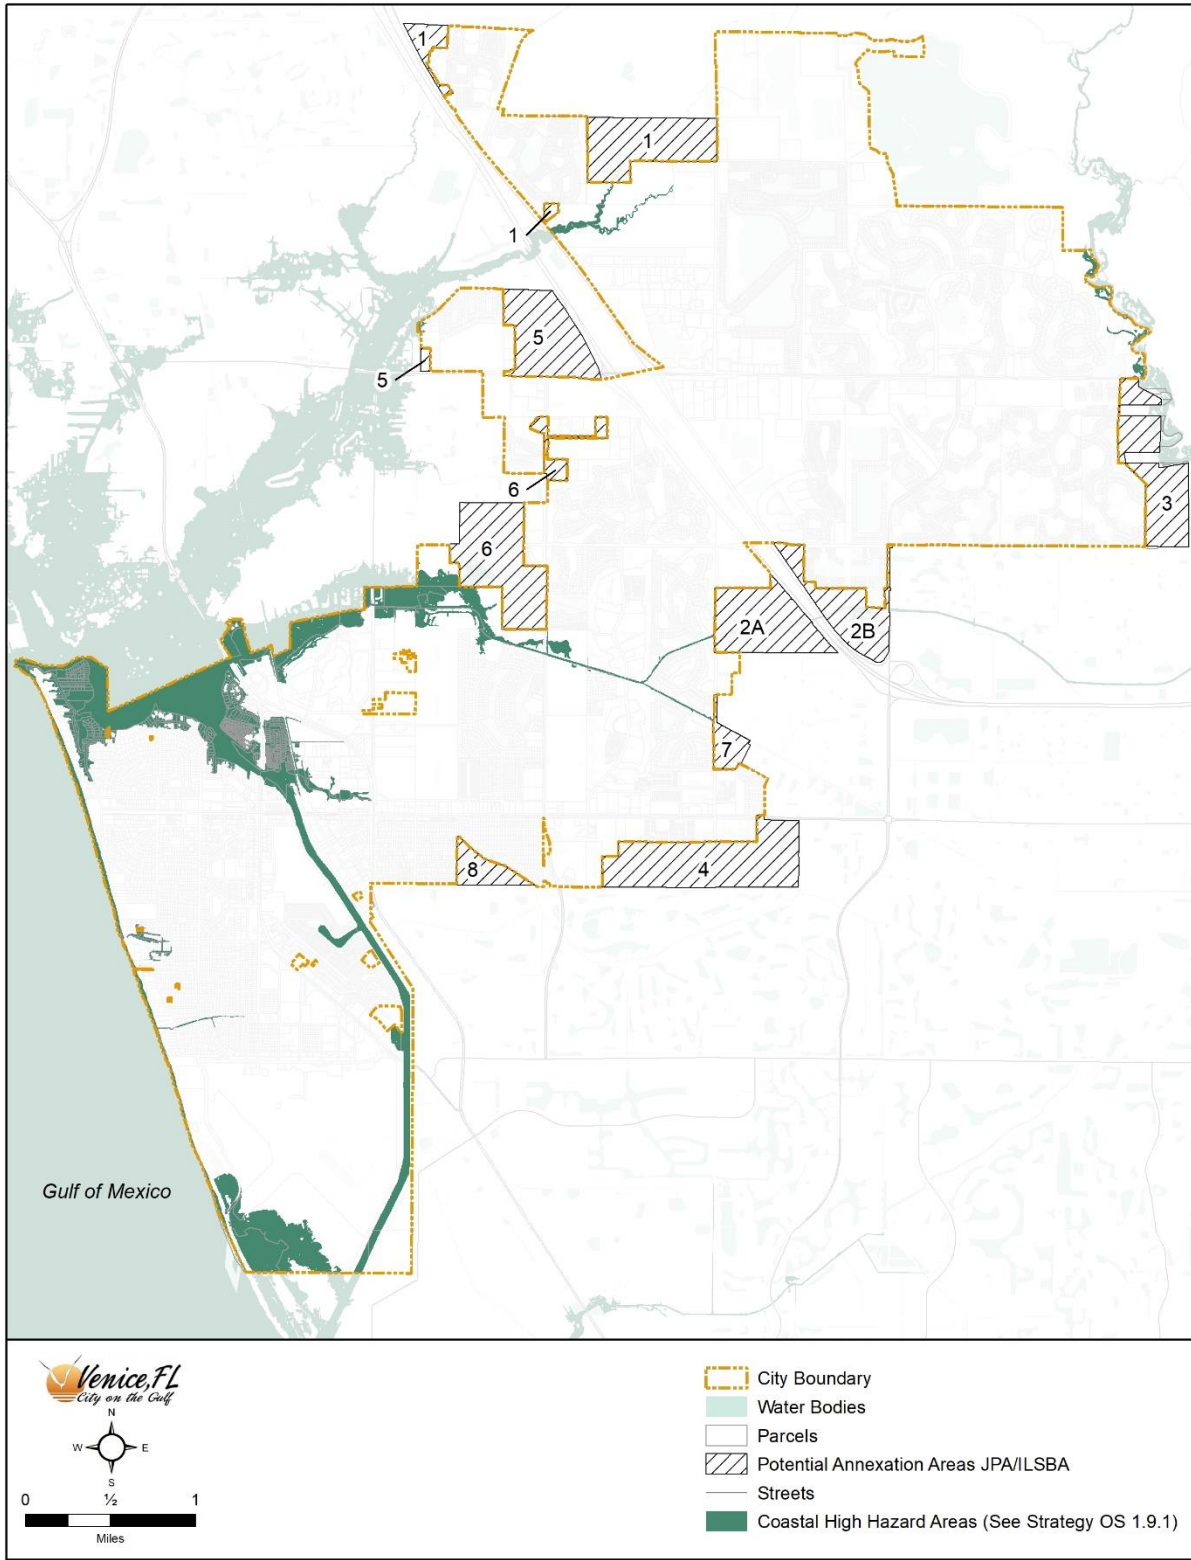 1
1
1
5
5
6
6
3
2A
2B
7
8
4
Gulf of Mexico
Venice, FL
City on the Gulf
N
W E
S
0 ½ 1
Miles
City Boundary
Water Bodies
Parcels
Potential Annexation Areas JPA/ILSBA
Streets
Coastal High Hazard Areas (See Strategy OS 1.9.1)